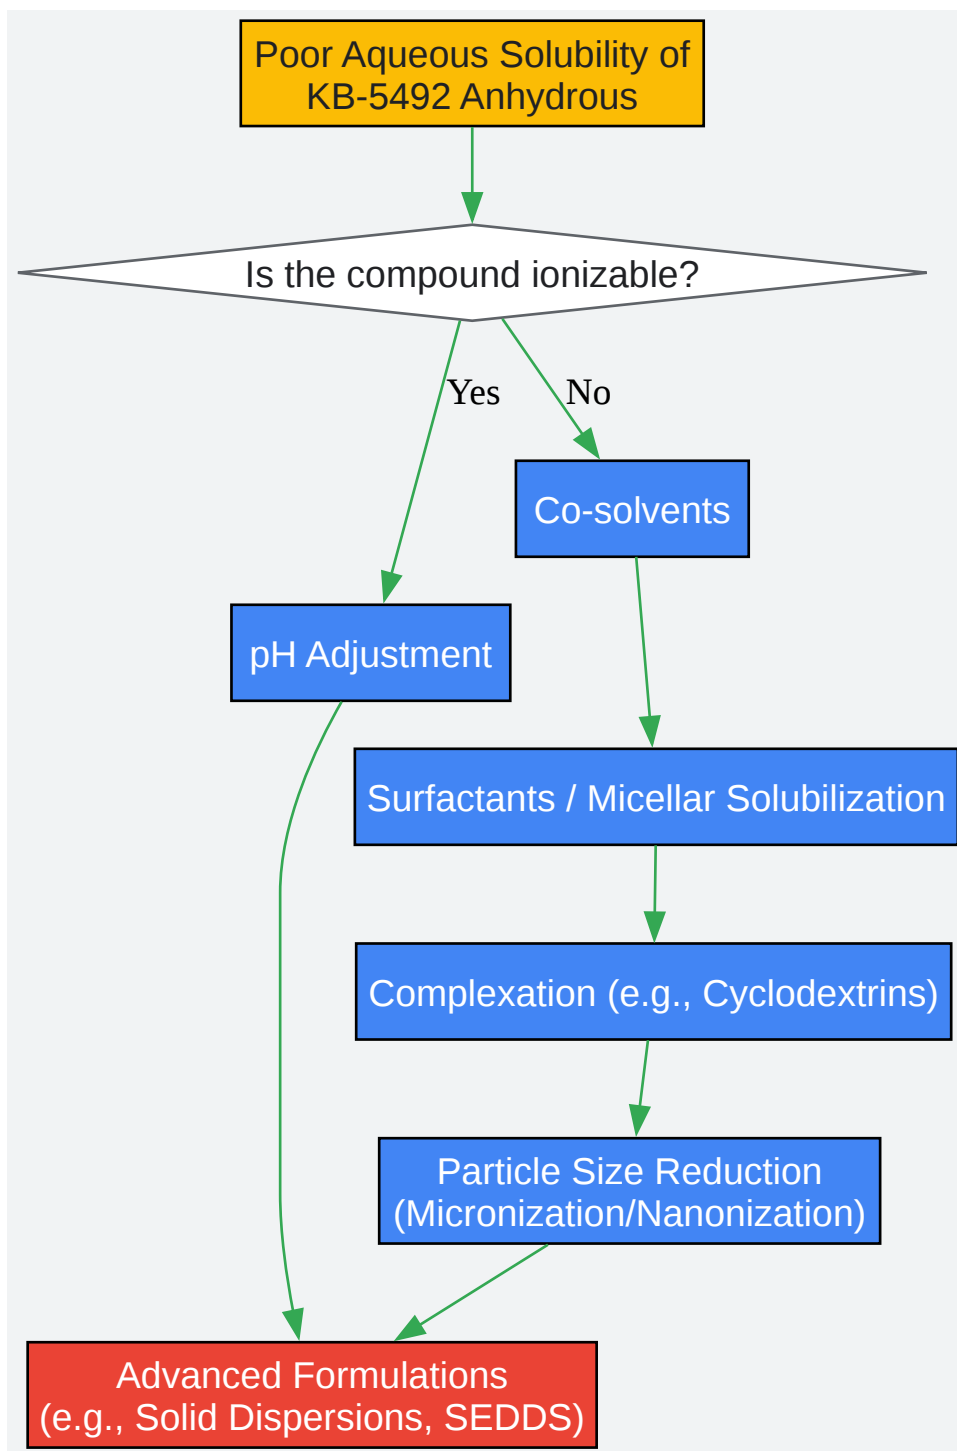 Poor Aqueous Solubility of
KB-5492 Anhydrous
Is the compound ionizable?
Yes
No
Co-solvents
pH Adjustment
Surfactants / Micellar Solubilization
Complexation (e.g., Cyclodextrins)
Particle Size Reduction
(Micronization/Nanonization)
Advanced Formulations
(e.g., Solid Dispersions, SEDDS)